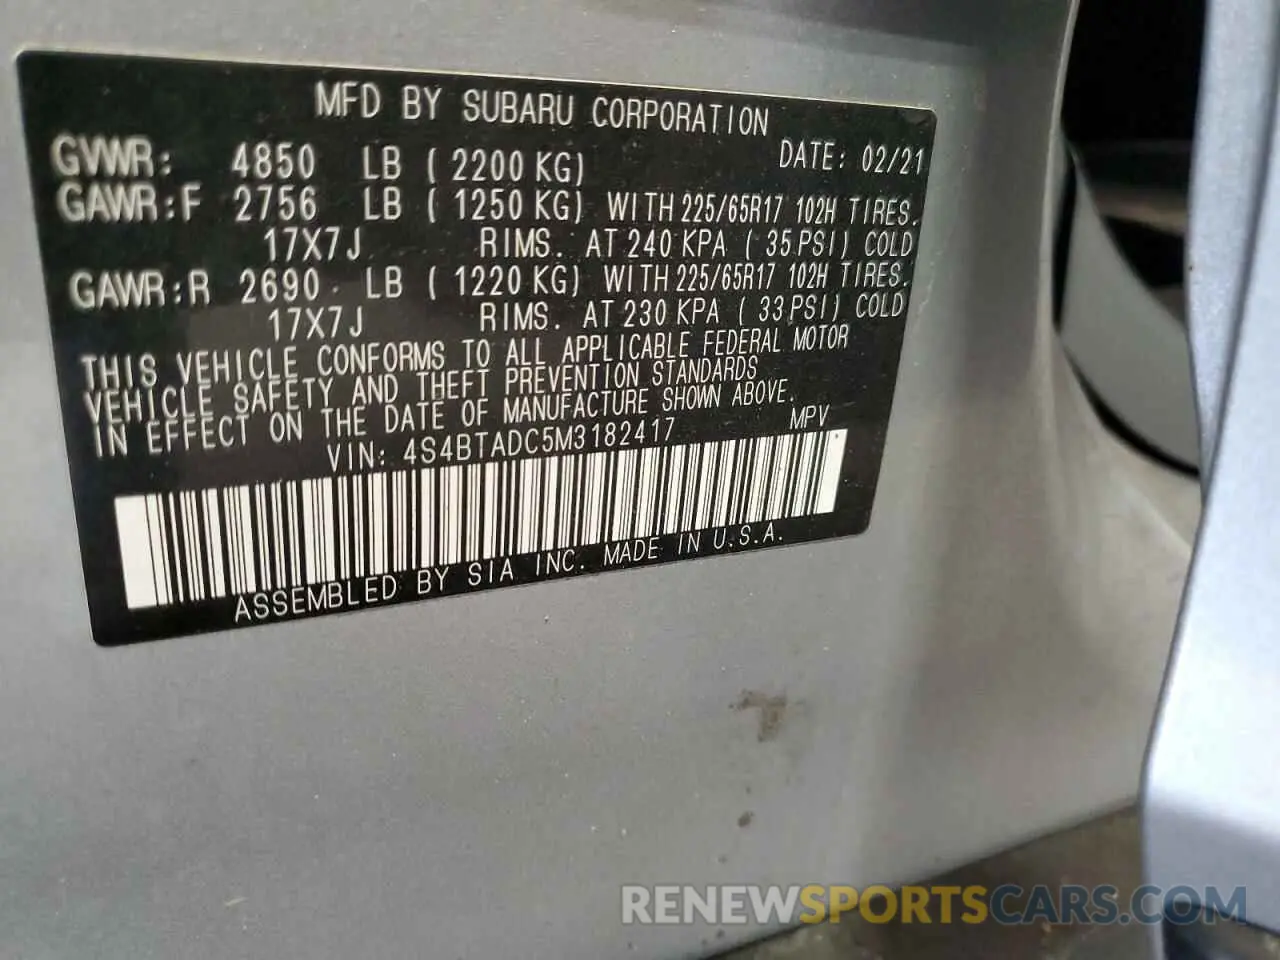 MFD BY SUBARU CORPORATION
GVWR: 4850 LB ( 2200 KG) DATE: 02/21
GAWR:F 2756 LB ( 1250 KG) WITH 225/65R17 102H TIRES.
17X7J RIMS. AT 240 KPA ( 35 PSI) COLD
GAWR:R 2690 LB ( 1220 KG) WITH 225/65R17 102H TIRES.
17X7J RIMS. AT 230 KPA ( 33 PSI) COLD
THIS VEHICLE CONFORMS TO ALL APPLICABLE FEDERAL MOTOR
VEHICLE SAFETY AND THEFT PREVENTION STANDARDS
IN EFFECT ON THE DATE OF MANUFACTURE SHOWN ABOVE.
VIN: 4S4BTADC5M3182417 MPV
ASSEMBLED BY SIA INC. MADE IN U.S.A.
RENEWSPORTSCARS.COM